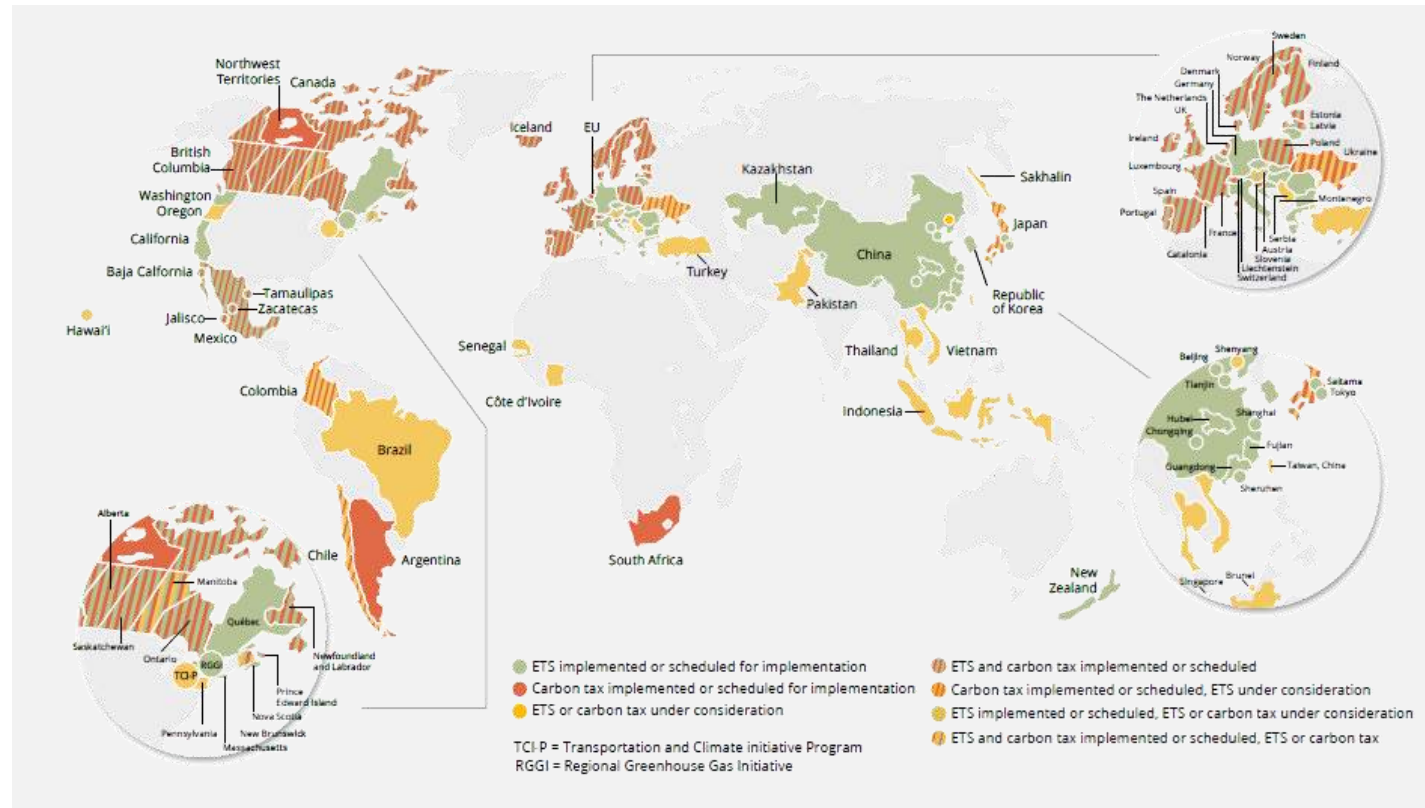 Northwest
Territories
Canada
British
Columbia
Washington
Oregon
California
Baja Calfornia
Tamaulipas
Zacatecas
Jalisco
Mexico
Hawai'i
Colombia
Brazil
Chile
Argentina
Iceland
EU
Kazakhstan
Sakhalin
Japan
China
Turkey
Pakistan
Republic
of Korea
Senegal
Côte d'Ivoire
Thailand
Vietnam
Indonesia
South Africa
New
Zealand
Sweden
Norway
Finland
Denmark
Germany
The Netherlands
UK
Estonia
Latvia
Ireland
Poland
Ukraine
Luxembourg
Spain
Portugal
Montenegro
France
Serbia
Catalonia
Austria
Slovenia
Liechtenstein
Switzerland
Beijing
Shenyang
Tianjin
Saitama
Tokyo
Hubei
Shanghai
Chongqing
Fujian
Guangdong
Taiwan, China
Shenzhen
Singapore
Brunei
Alberta
Manitoba
Québec
Saskatchewan
Ontario
RGGI
TCI-P
Newfoundland
and Labrador
Prince
Edward Island
Nova Scotia
New Brunswick
Pennsylvania
Massachusetts
ETS implemented or scheduled for implementation
Carbon tax implemented or scheduled for implementation
ETS or carbon tax under consideration
TCI-P = Transportation and Climate initiative Program
RGGI = Regional Greenhouse Gas Initiative
ETS and carbon tax implemented or scheduled
Carbon tax implemented or scheduled, ETS under consideration
ETS implemented or scheduled, ETS or carbon tax under consideration
ETS and carbon tax implemented or scheduled, ETS or carbon tax